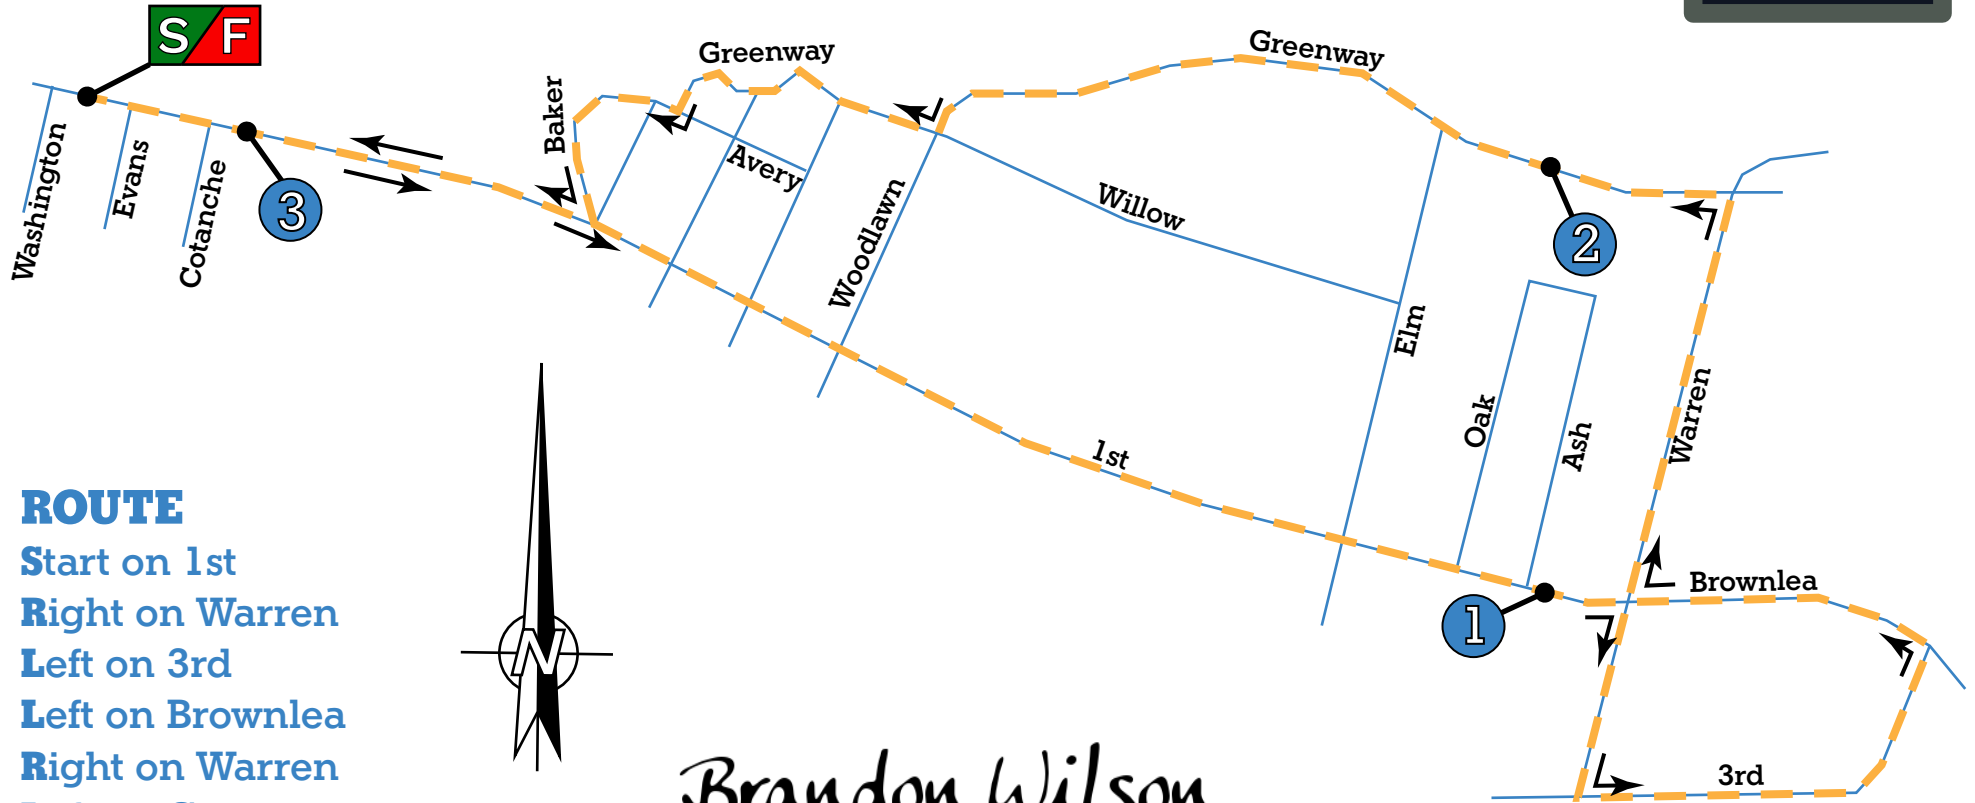 S F
Greenway
Greenway
Baker
Washington
Evans
Cotanche
3
Avery
Woodlawn
Willow
2
Elm
Oak
Ash
Warren
1st
1
Brownlea
3rd
N
ROUTE
Start on 1st
Right on Warren
Left on 3rd
Left on Brownlea
Right on Warren
Brandon Wilson